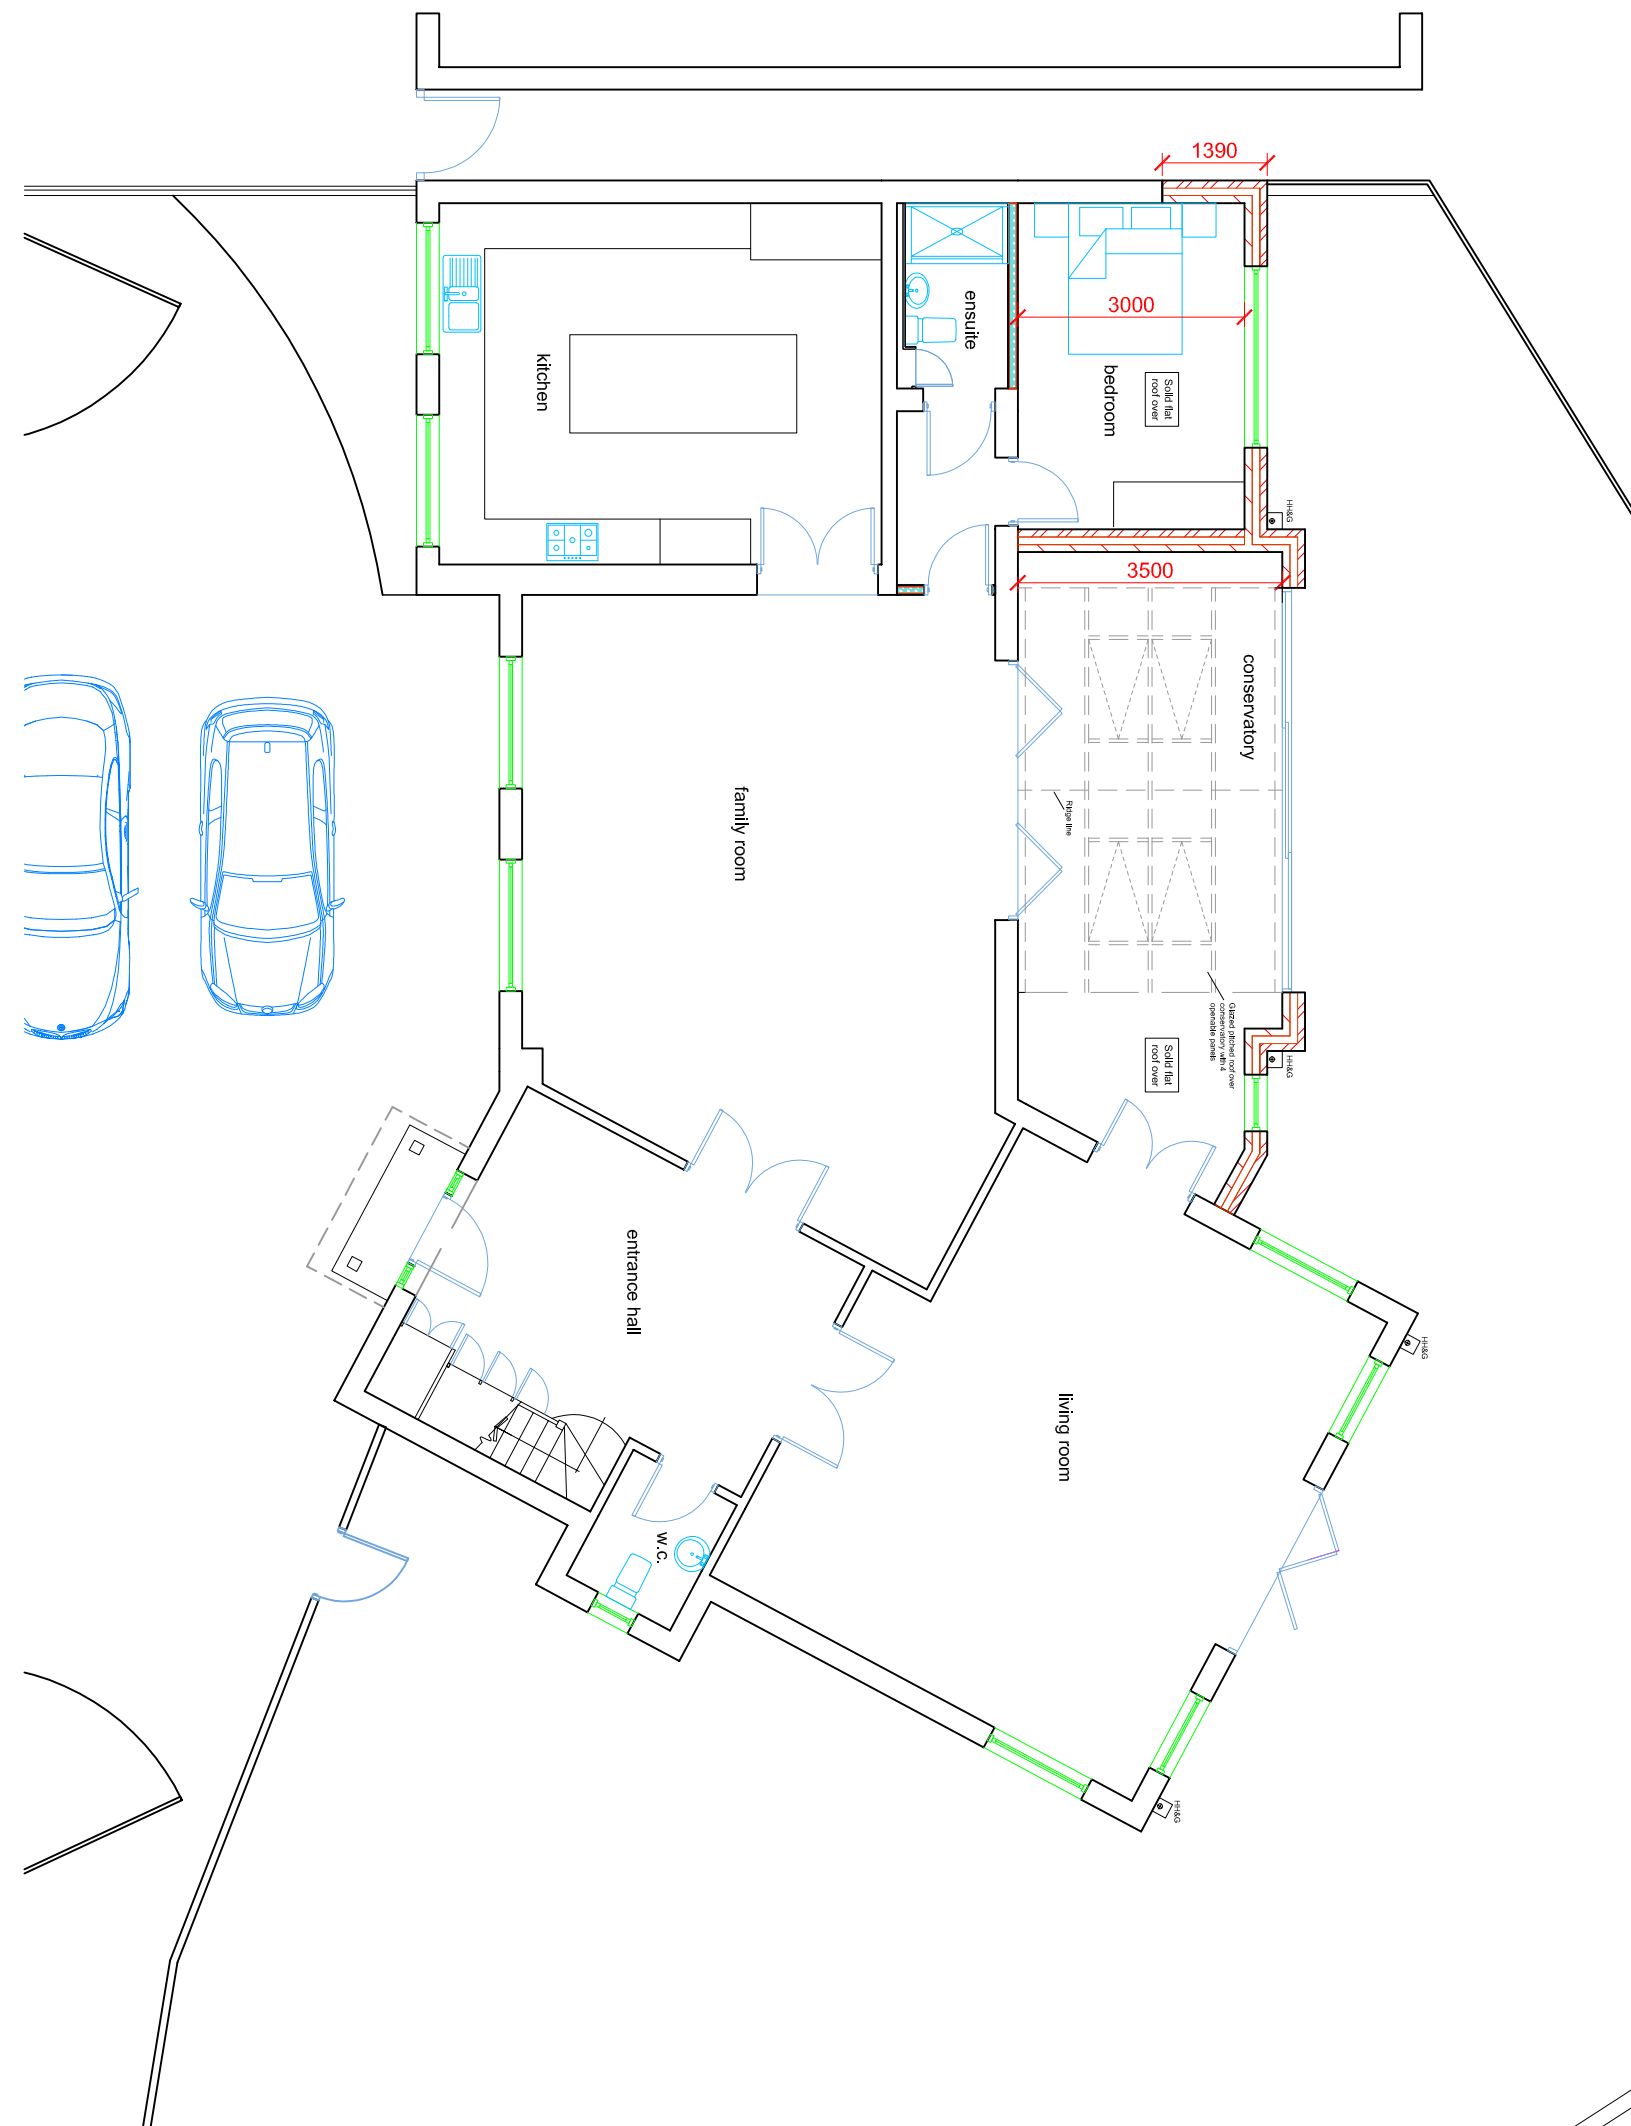 1390
ensuite
3000
kitchen
bedroom
Solid flat
roof over
HH&G
3500
conservatory
family room
Ridge line
Glazed pitched roof over
conservatory with 4
openable panels
Solid flat
roof over
HH&G
entrance hall
HH&G
living room
w.c.
HH&G